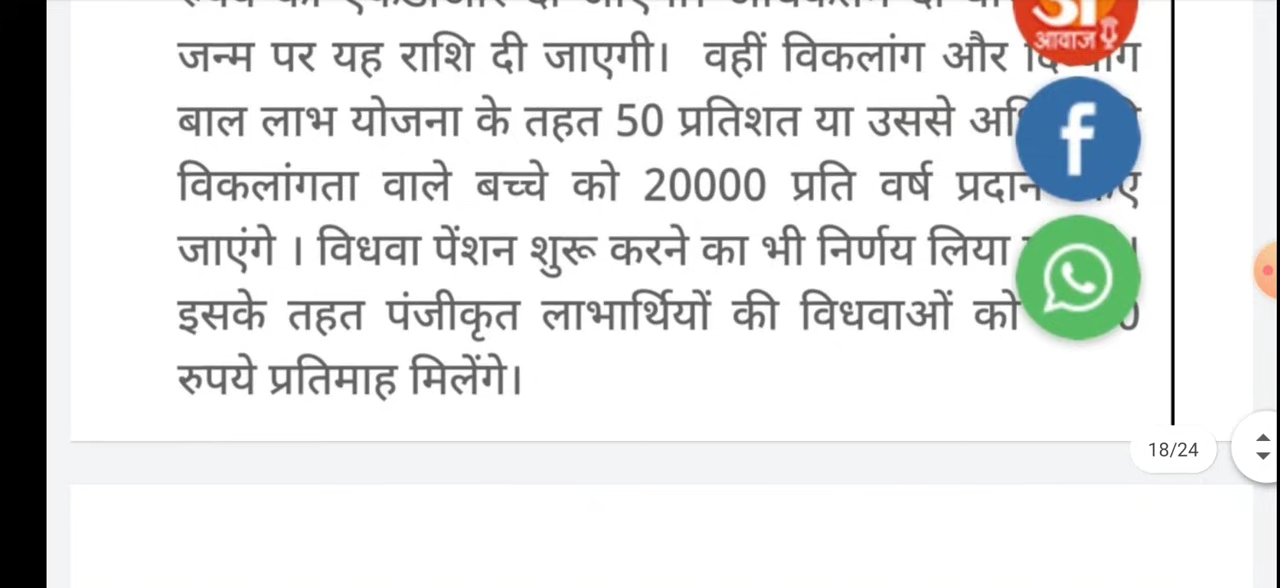 जन्म पर यह राशि दी जाएगी। वहीं विकलांग और
बाल लाभ योजना के तहत 50 प्रतिशत या उससे
विकलांगता वाले बच्चे को 20000 प्रति वर्ष
जाएंगे । विधवा पेंशन शुरू करने का भी निर्णय लिया
इसके तहत पंजीकृत लाभार्थियों की विधवाओं को
रुपये प्रतिमाह मिलेंगे।
आवाज
f
18/24